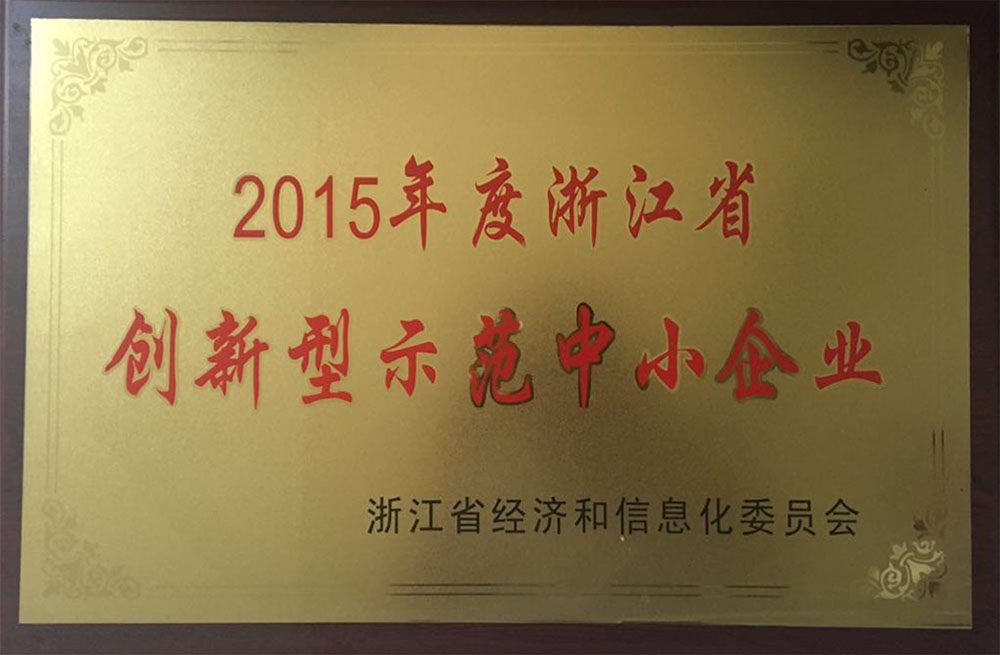 2015年度浙江省
创新型示范中小企业
浙江省经济和信息化委员会